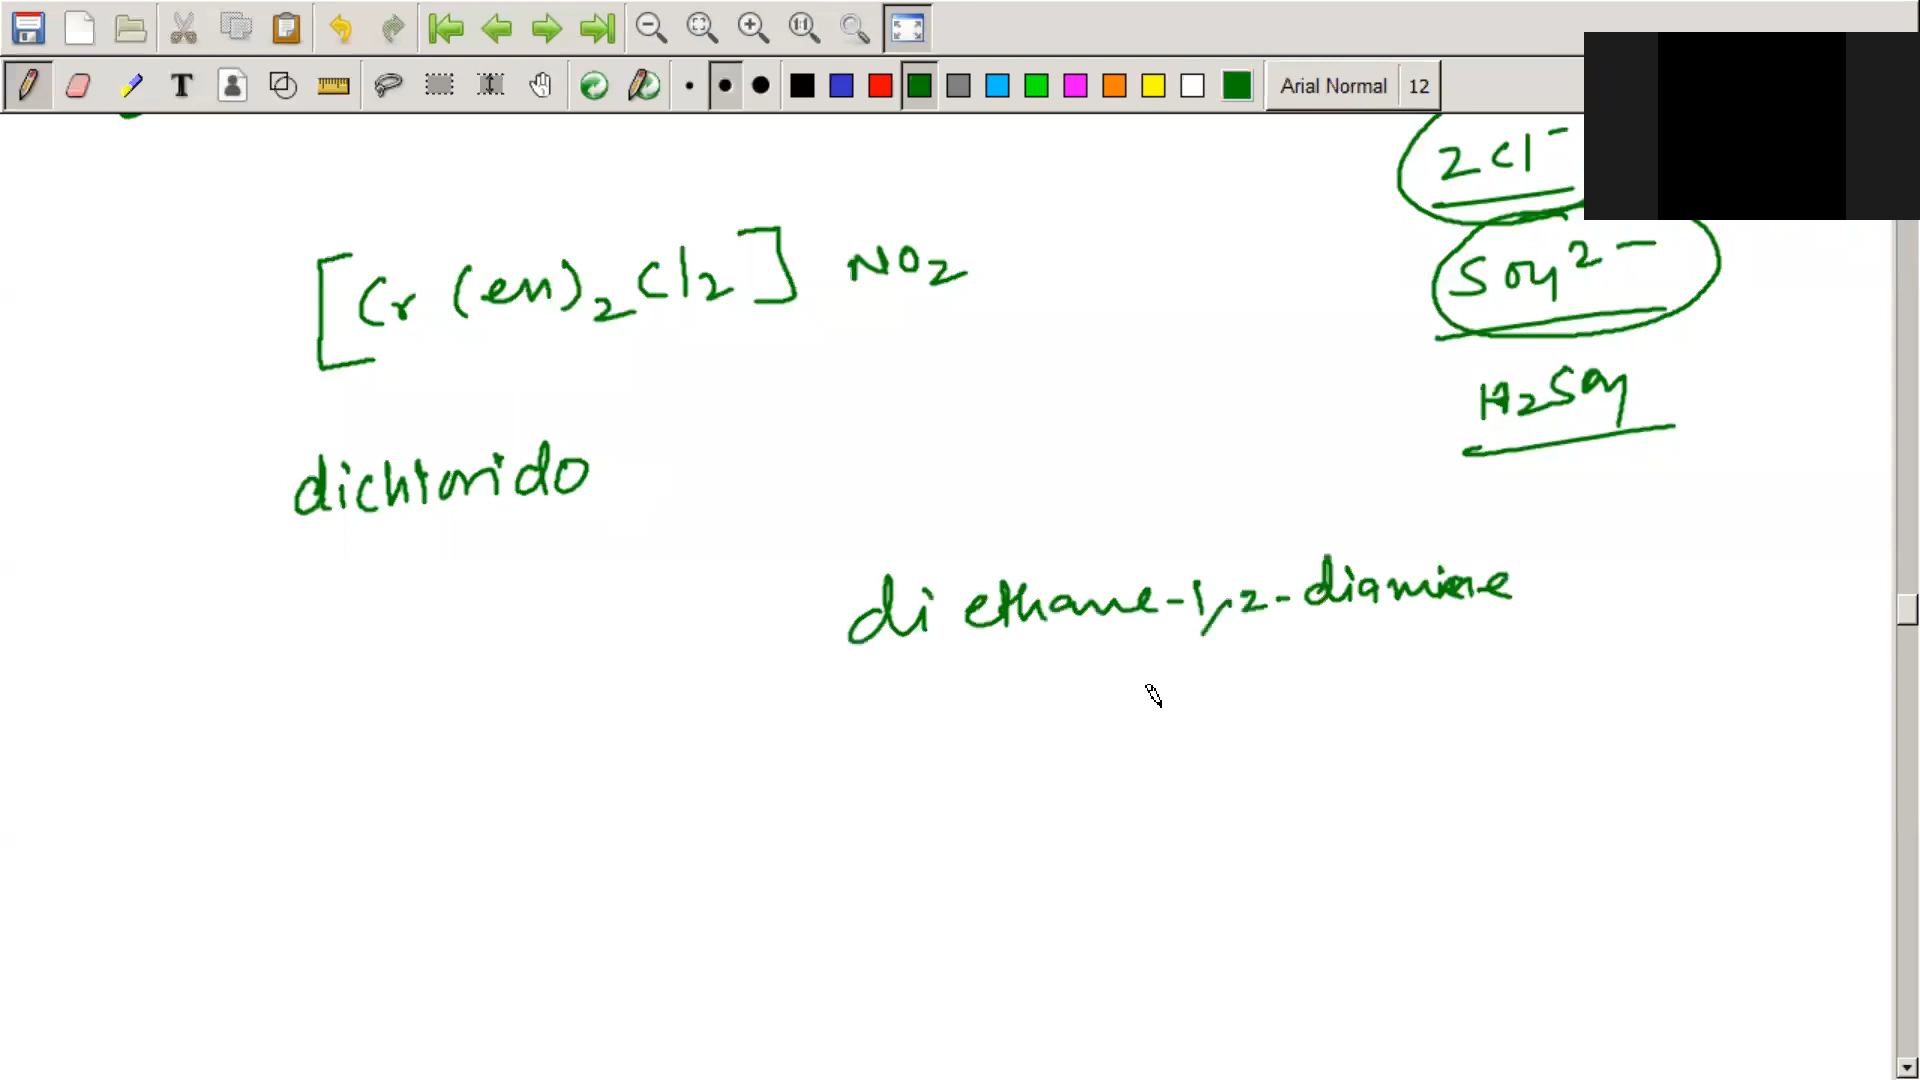 Arial Normal 12
2Cl⁻
[Cr(en)₂Cl₂] NO₂
SO₄²⁻
H₂SO₄
dichlorido
di ethane-1,2-diamine